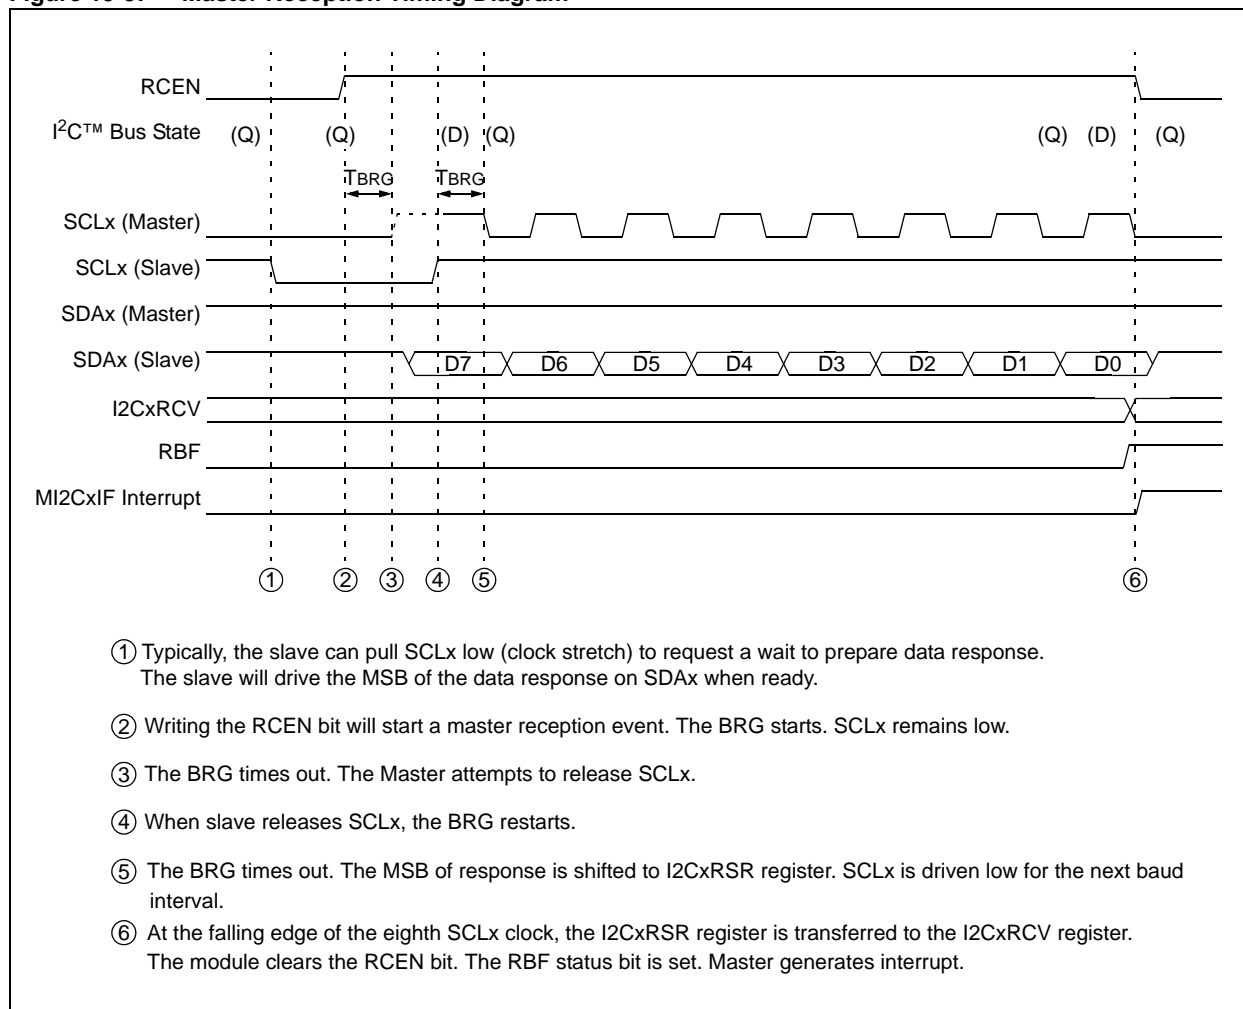 RCEN
I2C™ Bus State (Q) (Q) (D) (Q) (Q) (D) (Q)
TBRG TBRG
SCLx (Master)
SCLx (Slave)
SDAx (Master)
SDAx (Slave) D7 D6 D5 D4 D3 D2 D1 D0
I2CxRCV
RBF
MI2CxIF Interrupt
1 2 3 4 5 6
1 Typically, the slave can pull SCLx low (clock stretch) to request a wait to prepare data response.
The slave will drive the MSB of the data response on SDAx when ready.
2 Writing the RCEN bit will start a master reception event. The BRG starts. SCLx remains low.
3 The BRG times out. The Master attempts to release SCLx.
4 When slave releases SCLx, the BRG restarts.
5 The BRG times out. The MSB of response is shifted to I2CxRSR register. SCLx is driven low for the next baud
interval.
6 At the falling edge of the eighth SCLx clock, the I2CxRSR register is transferred to the I2CxRCV register.
The module clears the RCEN bit. The RBF status bit is set. Master generates interrupt.